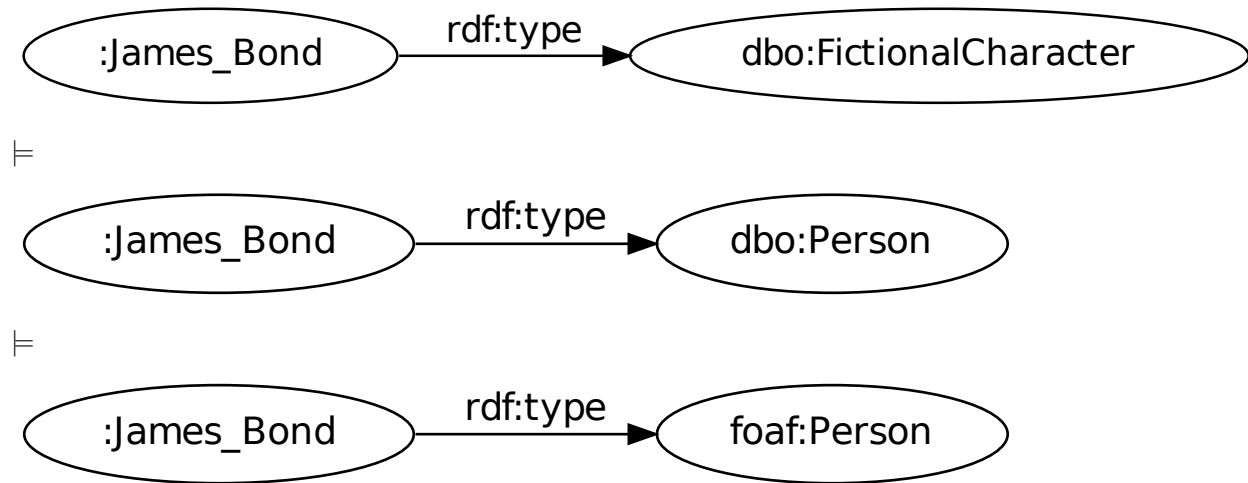 :James_Bond rdf:type dbo:FictionalCharacter
⊨
:James_Bond rdf:type dbo:Person
⊨
:James_Bond rdf:type foaf:Person